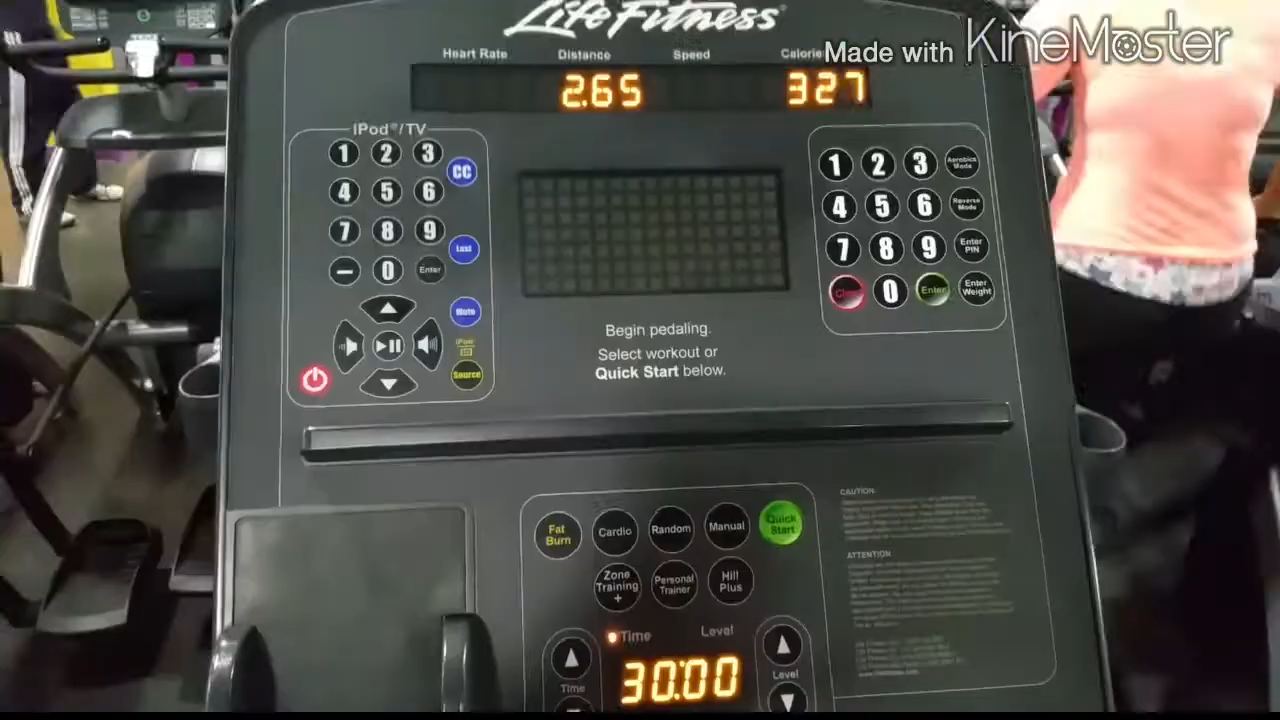 Life Fitness
Made with KINEMASTER
Heart Rate Distance Speed Calories
2.65 327
iPod®/TV
1 2 3 CC
4 5 6
7 8 9 Last
– 0 Enter
Mute
Source
1 2 3 Aerobics Mode
4 5 6 Reverse Mode
7 8 9 Enter PIN
Clear 0 Enter Enter Weight
Begin pedaling.
Select workout or
Quick Start below.
Fat Burn Cardio Random Manual Quick Start
Zone Training + Personal Trainer Hill Plus
Time Level
30:00
Time Level
CAUTION:
ATTENTION